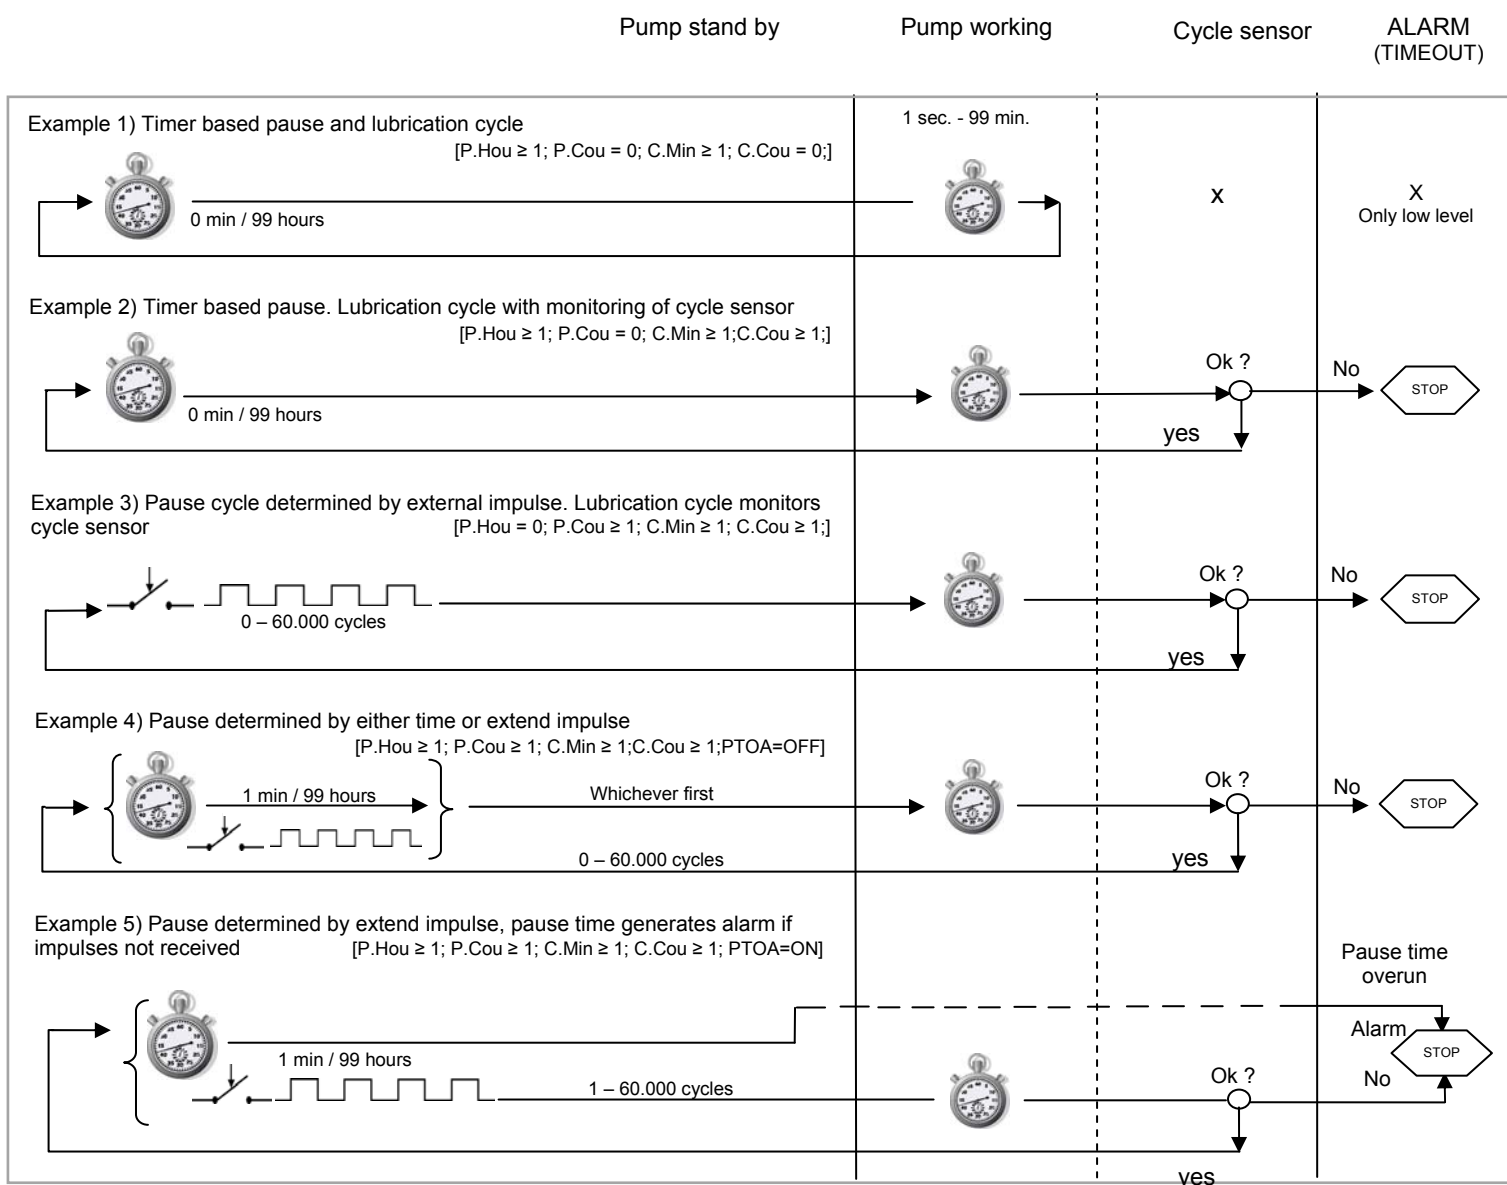 Pump stand by
Pump working
Cycle sensor
ALARM
(TIMEOUT)
Example 1) Timer based pause and lubrication cycle
1 sec. - 99 min.
[P.Hou ≥ 1; P.Cou = 0; C.Min ≥ 1; C.Cou = 0;]
0 min / 99 hours
x
X
Only low level
Example 2) Timer based pause. Lubrication cycle with monitoring of cycle sensor
[P.Hou ≥ 1; P.Cou = 0; C.Min ≥ 1;C.Cou ≥ 1;]
0 min / 99 hours
Ok ?
No
STOP
yes
Example 3) Pause cycle determined by external impulse. Lubrication cycle monitors
cycle sensor
[P.Hou = 0; P.Cou ≥ 1; C.Min ≥ 1; C.Cou ≥ 1;]
0 – 60.000 cycles
Ok ?
No
STOP
yes
Example 4) Pause determined by either time or extend impulse
[P.Hou ≥ 1; P.Cou ≥ 1; C.Min ≥ 1;C.Cou ≥ 1;PTOA=OFF]
1 min / 99 hours
Whichever first
0 – 60.000 cycles
Ok ?
No
STOP
yes
Example 5) Pause determined by extend impulse, pause time generates alarm if
impulses not received
[P.Hou ≥ 1; P.Cou ≥ 1; C.Min ≥ 1; C.Cou ≥ 1; PTOA=ON]
Pause time
overun
1 min / 99 hours
1 – 60.000 cycles
Ok ?
Alarm
STOP
No
yes